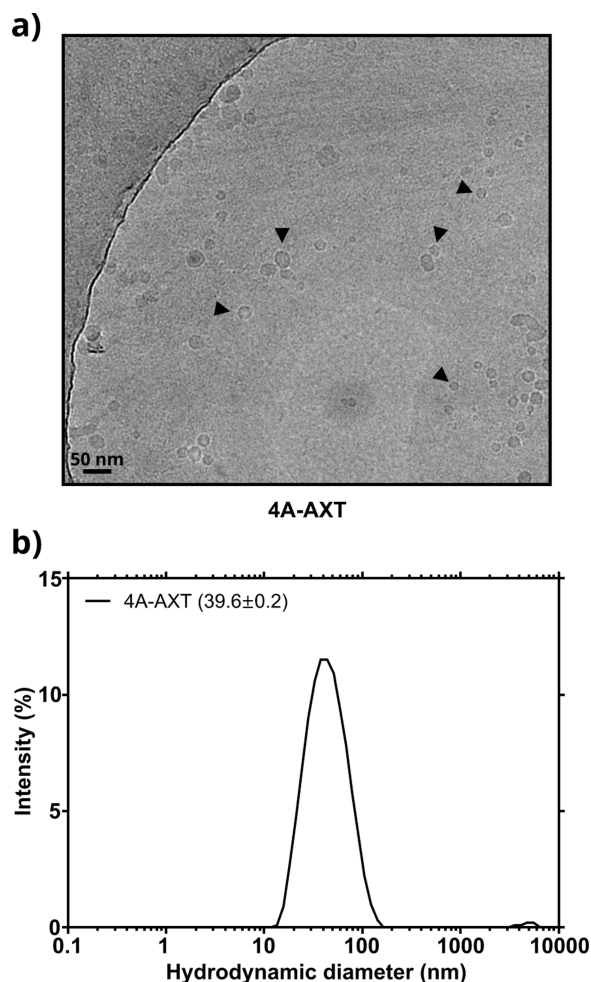 a)
50 nm
4A-AXT
b)
15
4A-AXT (39.6±0.2)
10
5
0
Intensity (%)
0.1 1 10 100 1000 10000
Hydrodynamic diameter (nm)